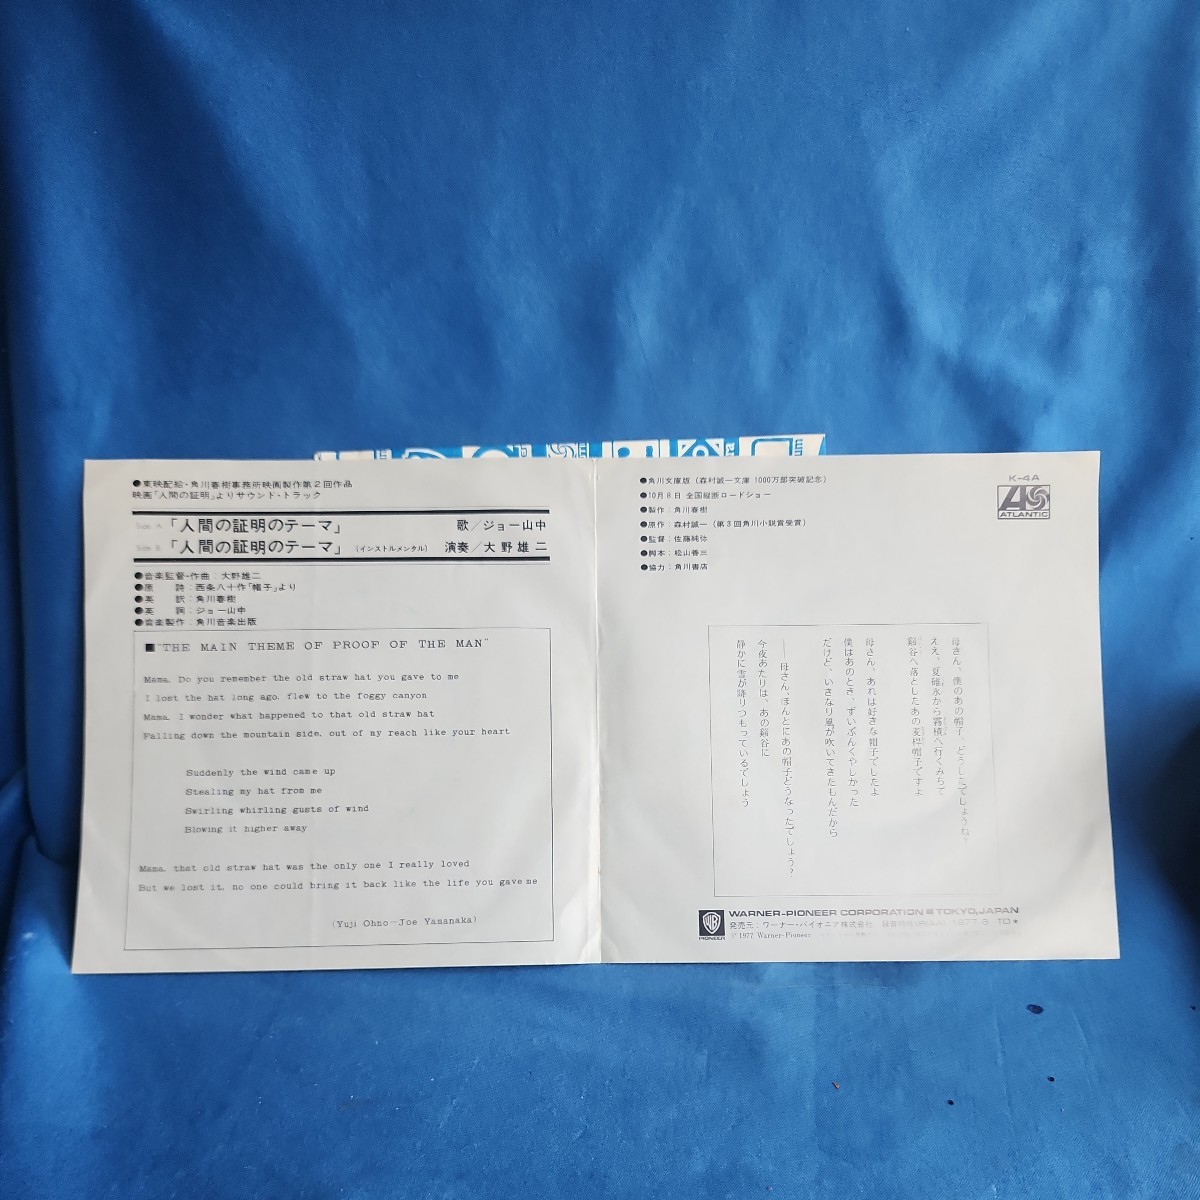 ●東映配給・角川春樹事務所映画製作第2回作品
映画「人間の証明」よりサウンド・トラック
Side A 「人間の証明のテーマ」 歌／ジョー山中
Side B 「人間の証明のテーマ」（インストルメンタル） 演奏／大野雄二
●音楽監督・作曲：大野雄二
●原　詩：西条八十作「帽子」より
●英　訳：角川春樹
●英　詞：ジョー山中
●音楽製作：角川音楽出版
■"THE MAIN THEME OF PROOF OF THE MAN"
Mama, Do you remember the old straw hat you gave to me
I lost the hat long ago, flew to the foggy canyon
Mama, I wonder what happened to that old straw hat
Falling down the mountain side, out of my reach like your heart
Suddenly the wind came up
Stealing my hat from me
Swirling whirling gusts of wind
Blowing it higher away
Mama, that old straw hat was the only one I really loved
But we lost it, no one could bring it back like the life you gave me
(Yuji Ohno—Joe Yamanaka)
●角川文庫版（森村誠一文庫1000万部突破記念）
●10月8日 全国縦断ロードショー
●製作：角川春樹
●原作：森村誠一（第3回角川小説賞受賞）
●監督：佐藤純弥
●脚本：松山善三
●協力：角川書店
K-4A
ATLANTIC
母さん、僕のあの帽子、どうしたでしょうね。
ええ、夏碓氷から霧積へ行くみちで
谿谷へ落としたあの麦稈帽子ですよ
母さん、あれは好きな帽子でしたよ
僕はあのとき、ずいぶんくやしかった
だけど、いきなり風が吹いてきたもんだから
――母さん、ほんとにあの帽子どうなったでしょう？
今夜あたりは、あの谿谷に
静かに雪が降りつもっているでしょう
WB
PIONEER
WARNER-PIONEER CORPORATION ■ TOKYO, JAPAN
発売元：ワーナー・パイオニア株式会社
℗ 1977 Warner-Pioneer